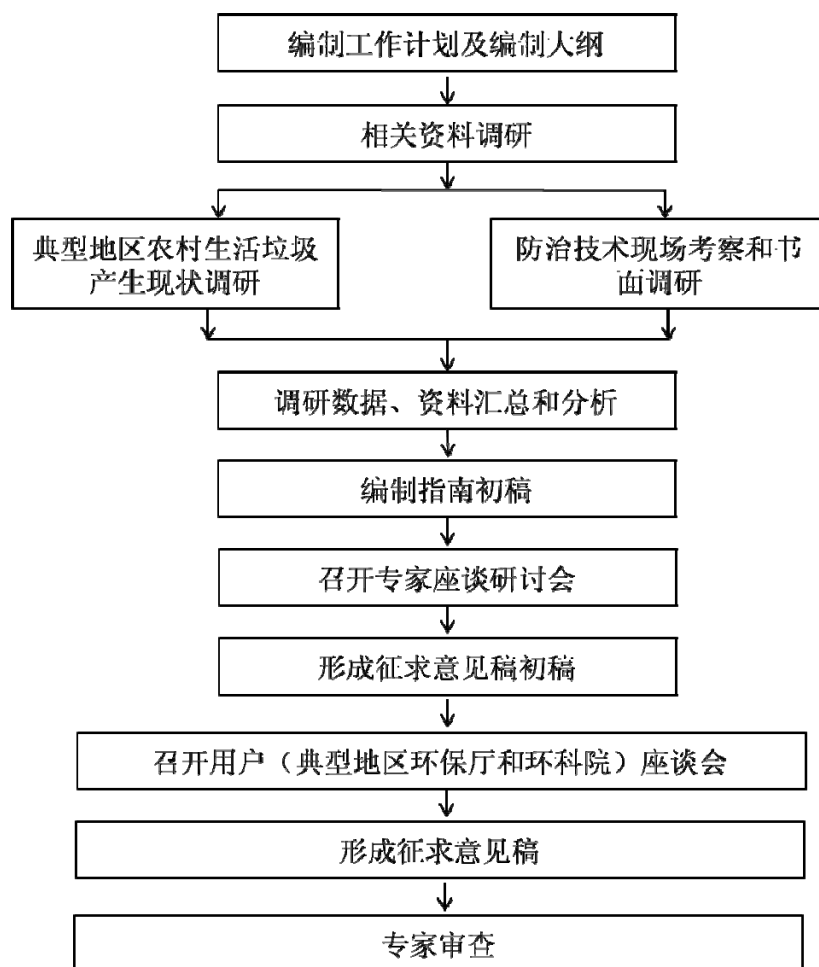 编制工作计划及编制大纲
相关资料调研
典型地区农村生活垃圾
产生现状调研
防治技术现场考察和书
面调研
调研数据、资料汇总和分析
编制指南初稿
召开专家座谈研讨会
形成征求意见稿初稿
召开用户（典型地区环保厅和环科院）座谈会
形成征求意见稿
专家审查